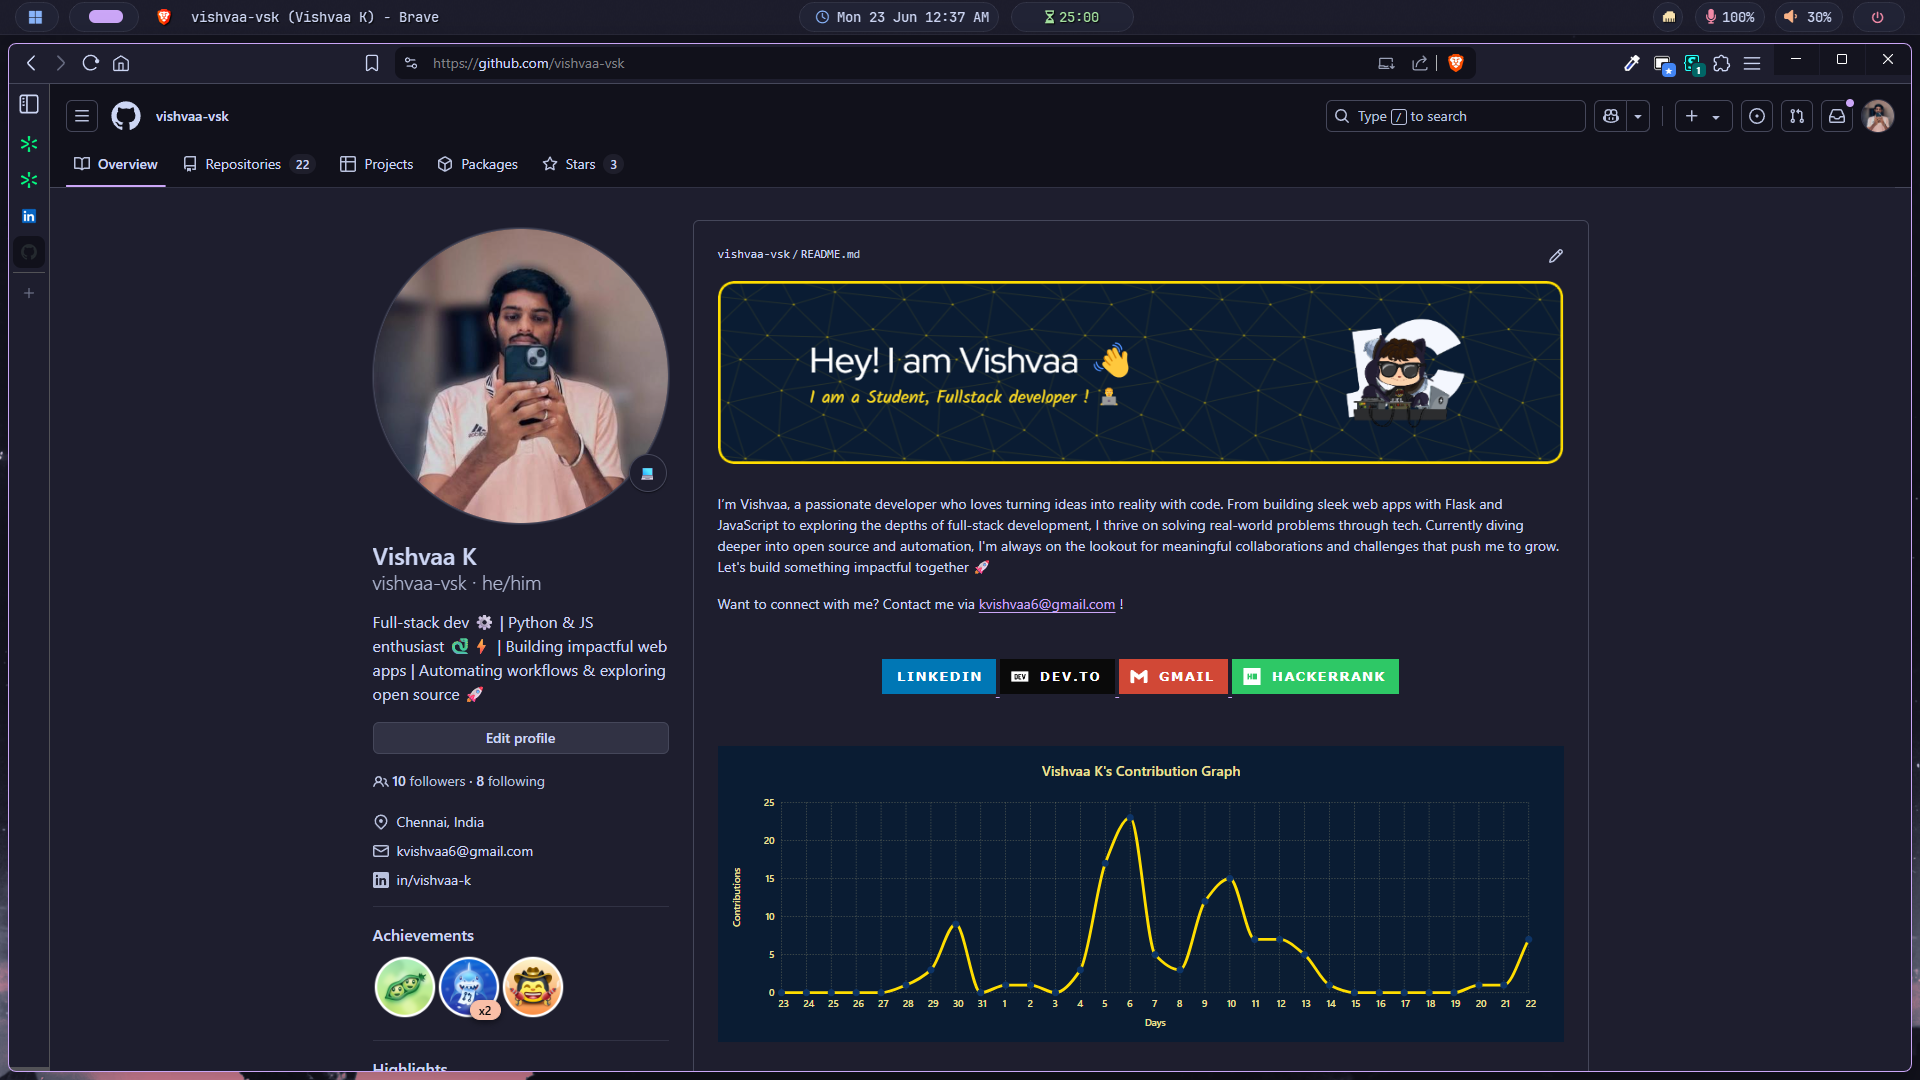 vishvaa-vsk (Vishvaa K) - Brave
Mon 23 Jun 12:37 AM
25:00
100%
30%
https://github.com/vishvaa-vsk
1
vishvaa-vsk
Type / to search
Overview
Repositories 22
Projects
Packages
Stars 3
Vishvaa K
vishvaa-vsk · he/him
Full-stack dev ⚙️ | Python & JS
enthusiast 🐍⚡ | Building impactful web
apps | Automating workflows & exploring
open source 🚀
Edit profile
10 followers · 8 following
Chennai, India
kvishvaa6@gmail.com
in/vishvaa-k
Achievements
x2
Highlights
vishvaa-vsk/README.md
Hey! I am Vishvaa 👋
I am a Student, Fullstack developer ! 👨‍💻
I’m Vishvaa, a passionate developer who loves turning ideas into reality with code. From building sleek web apps with Flask and
JavaScript to exploring the depths of full-stack development, I thrive on solving real-world problems through tech. Currently diving
deeper into open source and automation, I'm always on the lookout for meaningful collaborations and challenges that push me to grow.
Let's build something impactful together 🚀
Want to connect with me? Contact me via kvishvaa6@gmail.com !
LINKEDIN
DEV DEV.TO
GMAIL
HACKERRANK
Vishvaa K's Contribution Graph
25
20
15
10
5
0
Contributions
23 24 25 26 27 28 29 30 31 1 2 3 4 5 6 7 8 9 10 11 12 13 14 15 16 17 18 19 20 21 22
Days